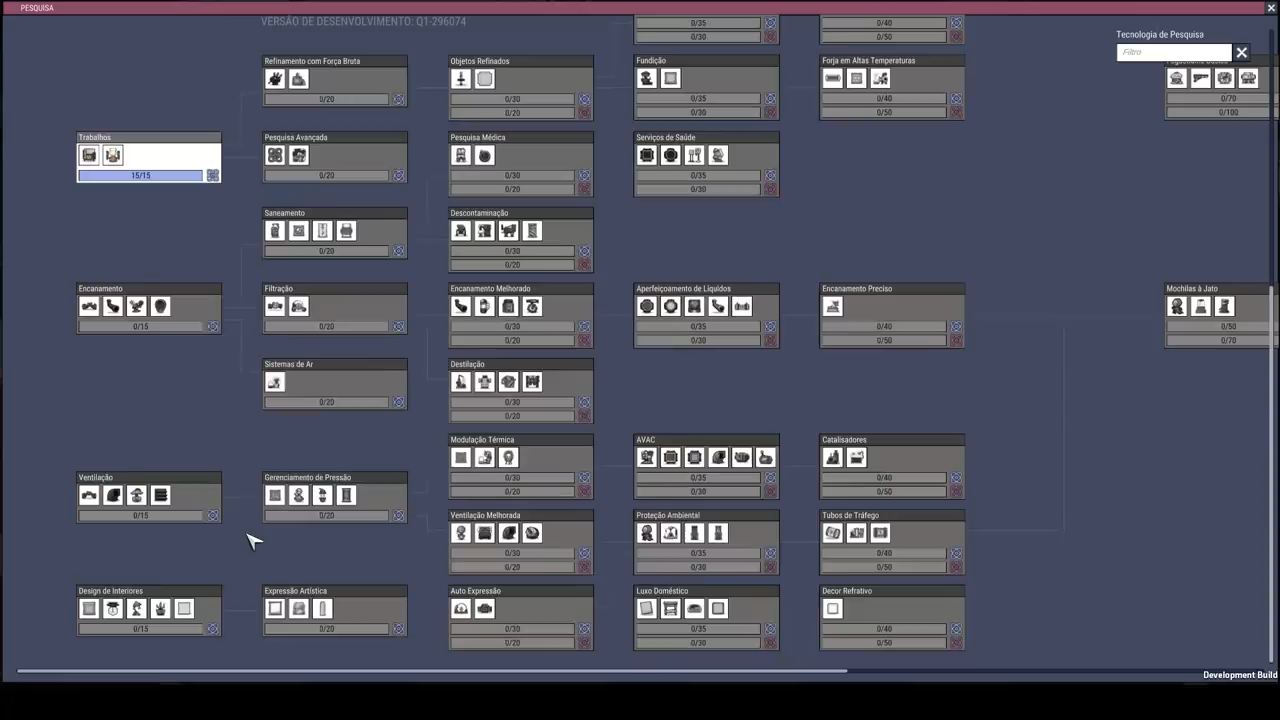 PESQUISA
VERSÃO DE DESENVOLVIMENTO: Q1-296074
Tecnologia de Pesquisa
Filtro
0/35
0/30
0/40
0/50
Refinamento com Força Bruta
0/20
Objetos Refinados
0/30
0/20
Fundição
0/35
0/30
Forja em Altas Temperaturas
0/40
0/50
0/70
0/100
Trabalhos
15/15
Pesquisa Avançada
0/20
Pesquisa Médica
0/30
0/20
Serviços de Saúde
0/35
0/30
Saneamento
0/20
Descontaminação
0/30
0/20
Encanamento
0/15
Filtração
0/20
Encanamento Melhorado
0/30
0/20
Aperfeiçoamento de Líquidos
0/35
0/30
Encanamento Preciso
0/40
0/50
Mochilas à Jato
0/50
0/70
Sistemas de Ar
0/20
Destilação
0/30
0/20
Modulação Térmica
0/30
0/20
AVAC
0/35
0/30
Catalisadores
0/40
0/50
Ventilação
0/15
Gerenciamento de Pressão
0/20
Ventilação Melhorada
0/30
0/20
Proteção Ambiental
0/35
0/30
Tubos de Tráfego
0/40
0/50
Design de Interiores
0/15
Expressão Artística
0/20
Auto Expressão
0/30
0/20
Luxo Doméstico
0/35
0/30
Decor Refrativo
0/40
0/50
Development Build